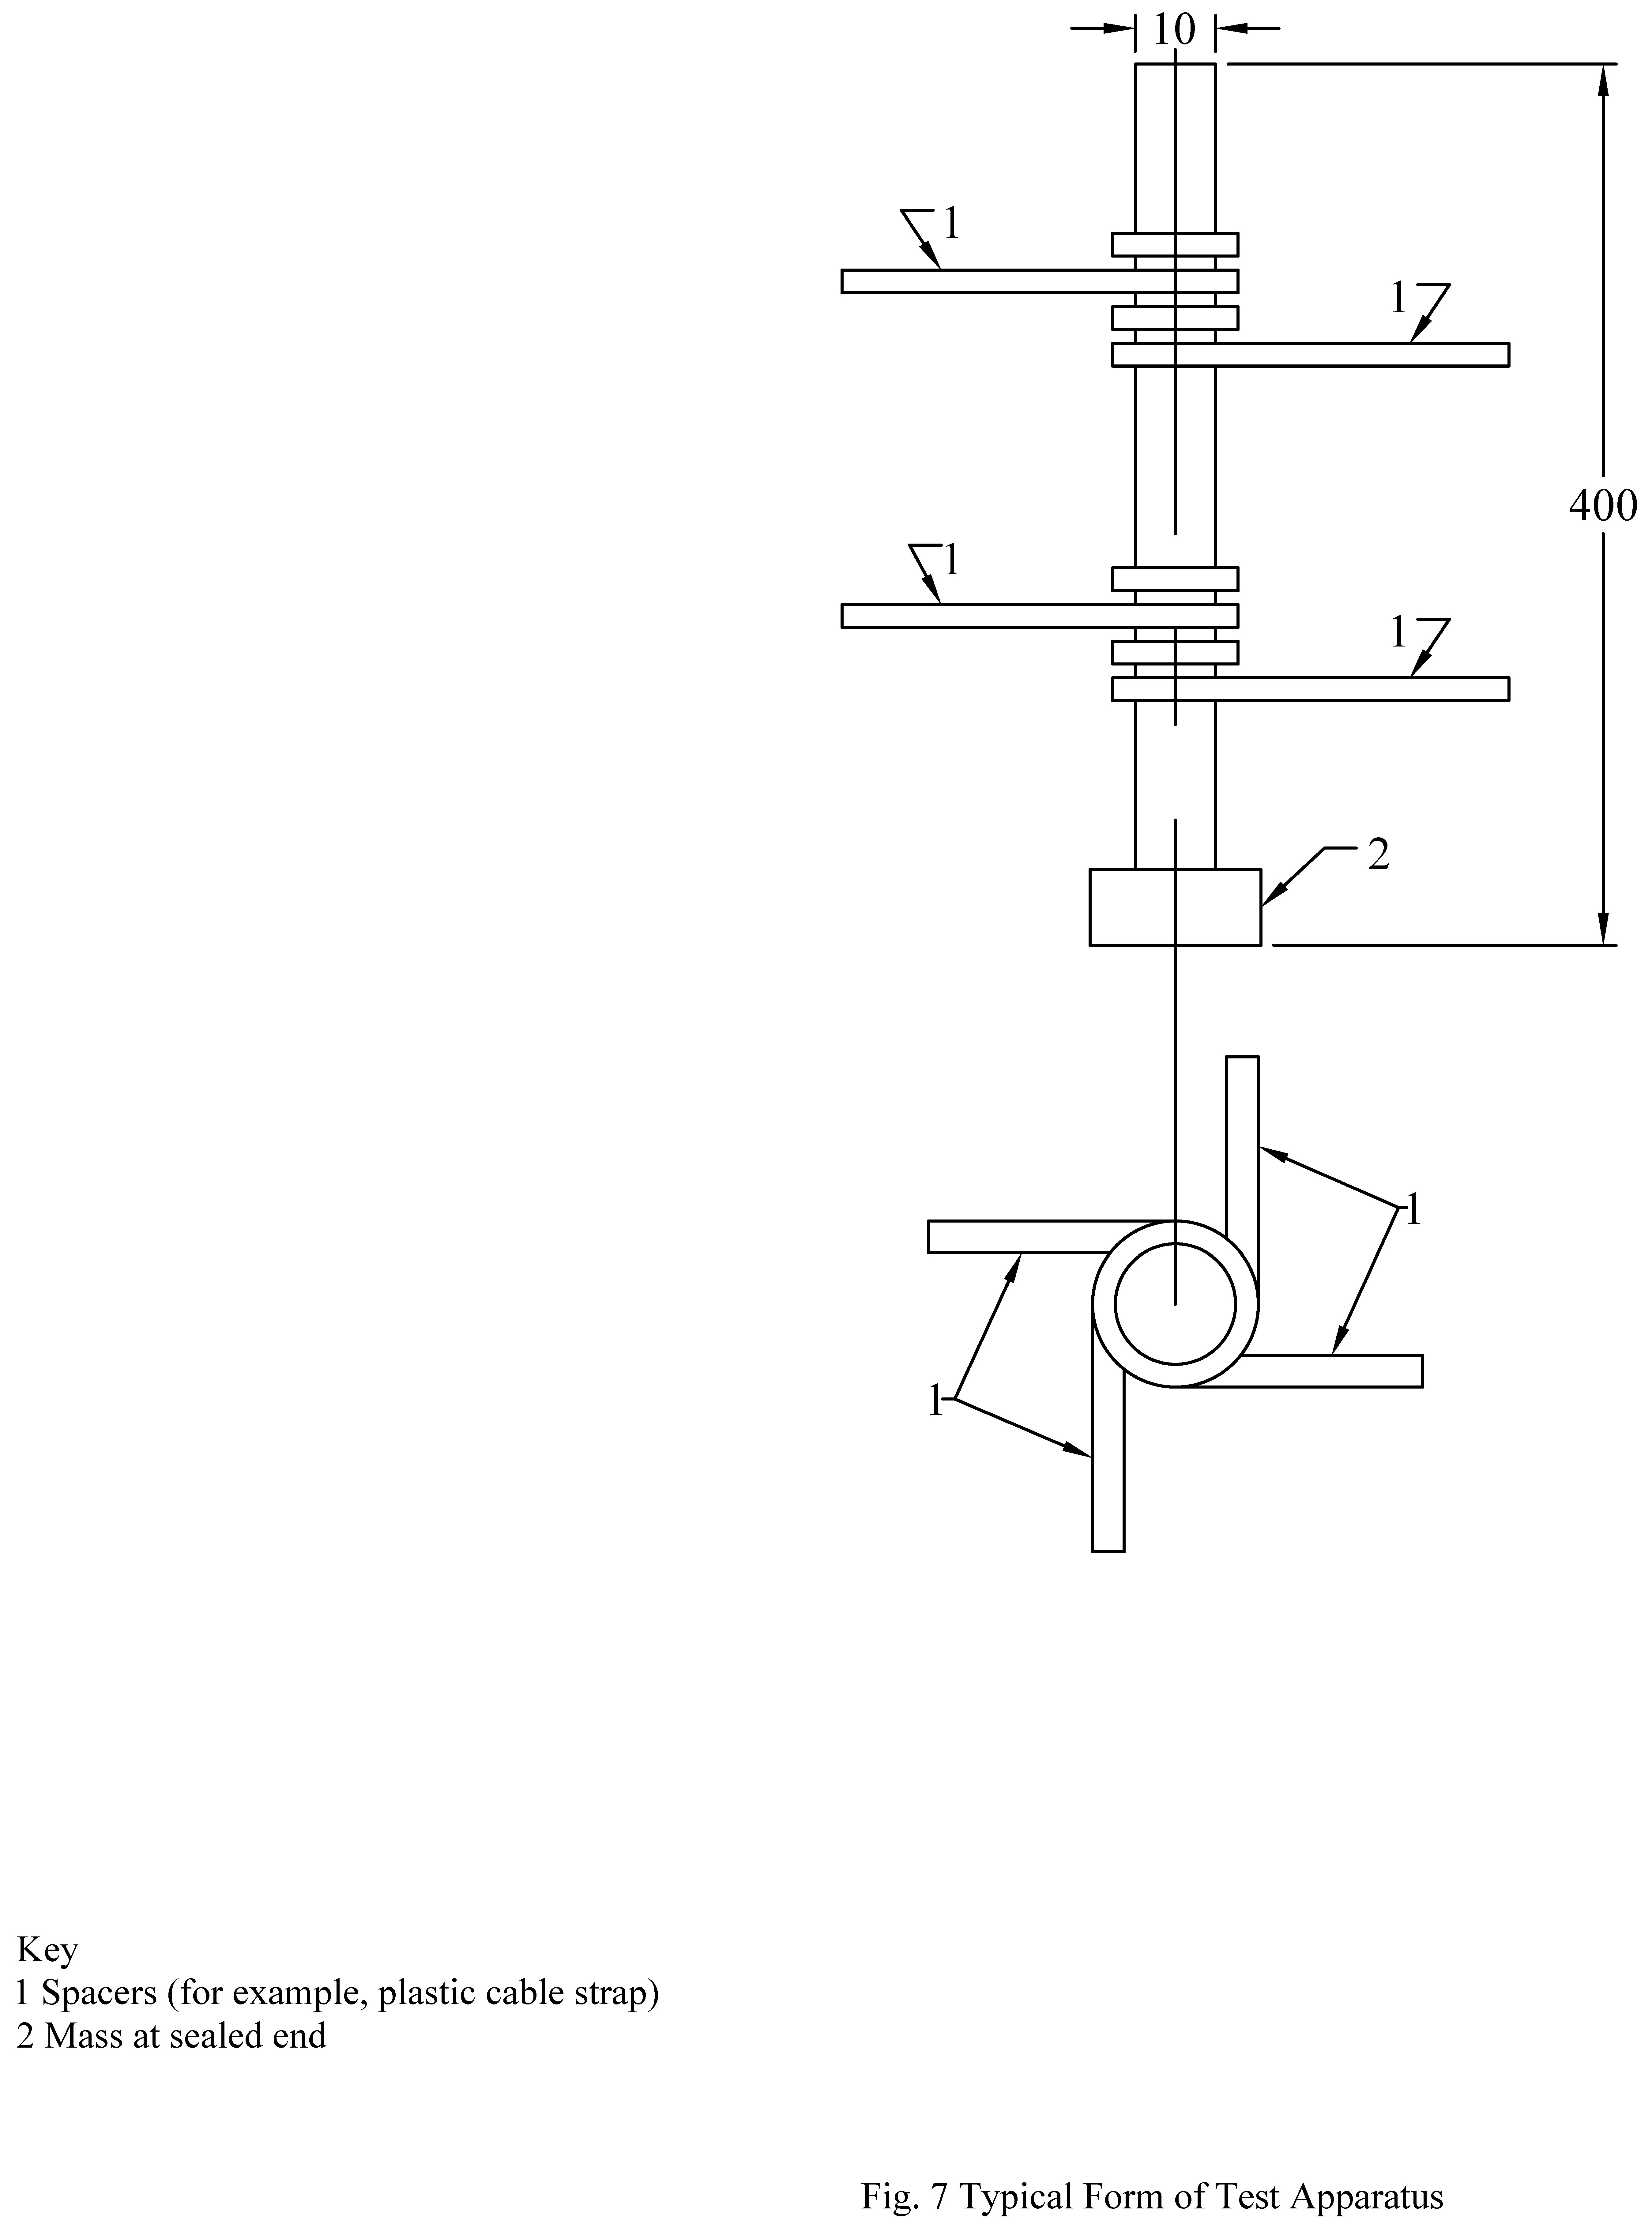 10
1
1
400
1
1
2
1
1
Key
1 Spacers (for example, plastic cable strap)
2 Mass at sealed end
Fig. 7 Typical Form of Test Apparatus